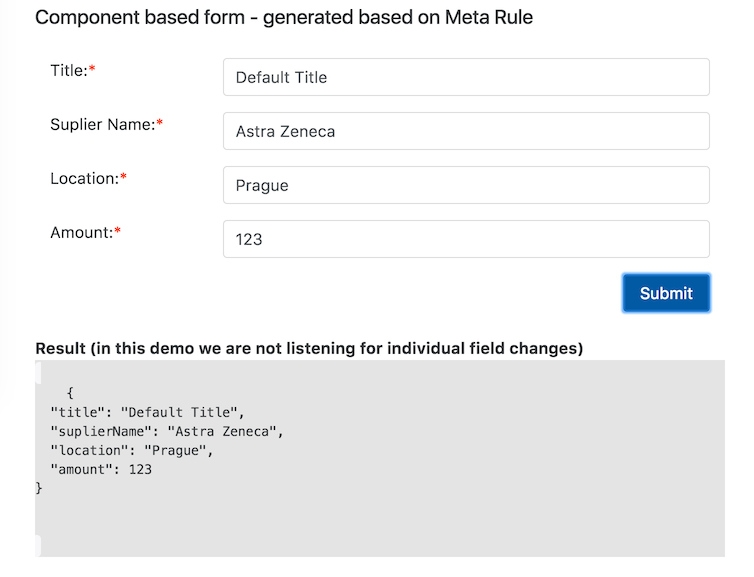 Component based form - generated based on Meta Rule
Title:* Default Title
Suplier Name:* Astra Zeneca
Location:* Prague
Amount:* 123
Submit
Result (in this demo we are not listening for individual field changes)
{
"title": "Default Title",
"suplierName": "Astra Zeneca",
"location": "Prague",
"amount": 123
}